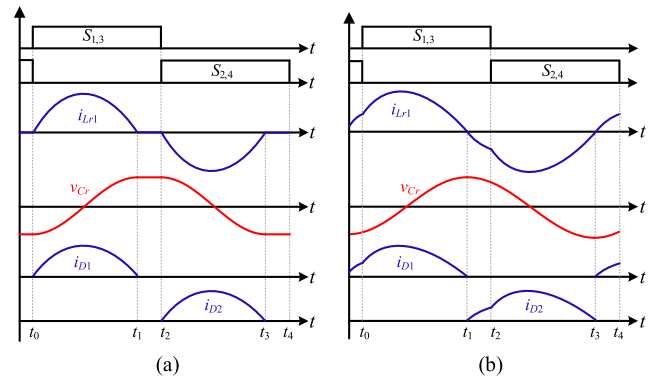 S1,3 t
S2,4 t
iLr1 t
vCr t
iD1 t
iD2 t
t0 t1 t2 t3 t4
(a)
S1,3 t
S2,4 t
iLr1 t
vCr t
iD1 t
iD2 t
t0 t1 t2 t3 t4
(b)